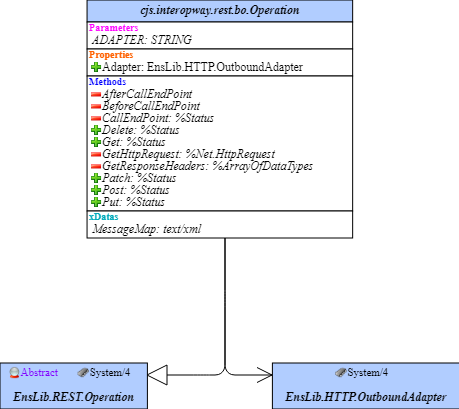 cjs.interopway.rest.bo.Operation
Parameters
ADAPTER: STRING
Properties
Adapter: EnsLib.HTTP.OutboundAdapter
Methods
AfterCallEndPoint
BeforeCallEndPoint
CallEndPoint: %Status
Delete: %Status
Get: %Status
GetHttpRequest: %Net.HttpRequest
GetResponseHeaders: %ArrayOfDataTypes
Patch: %Status
Post: %Status
Put: %Status
xDatas
MessageMap: text/xml
Abstract System/4
EnsLib.REST.Operation
System/4
EnsLib.HTTP.OutboundAdapter